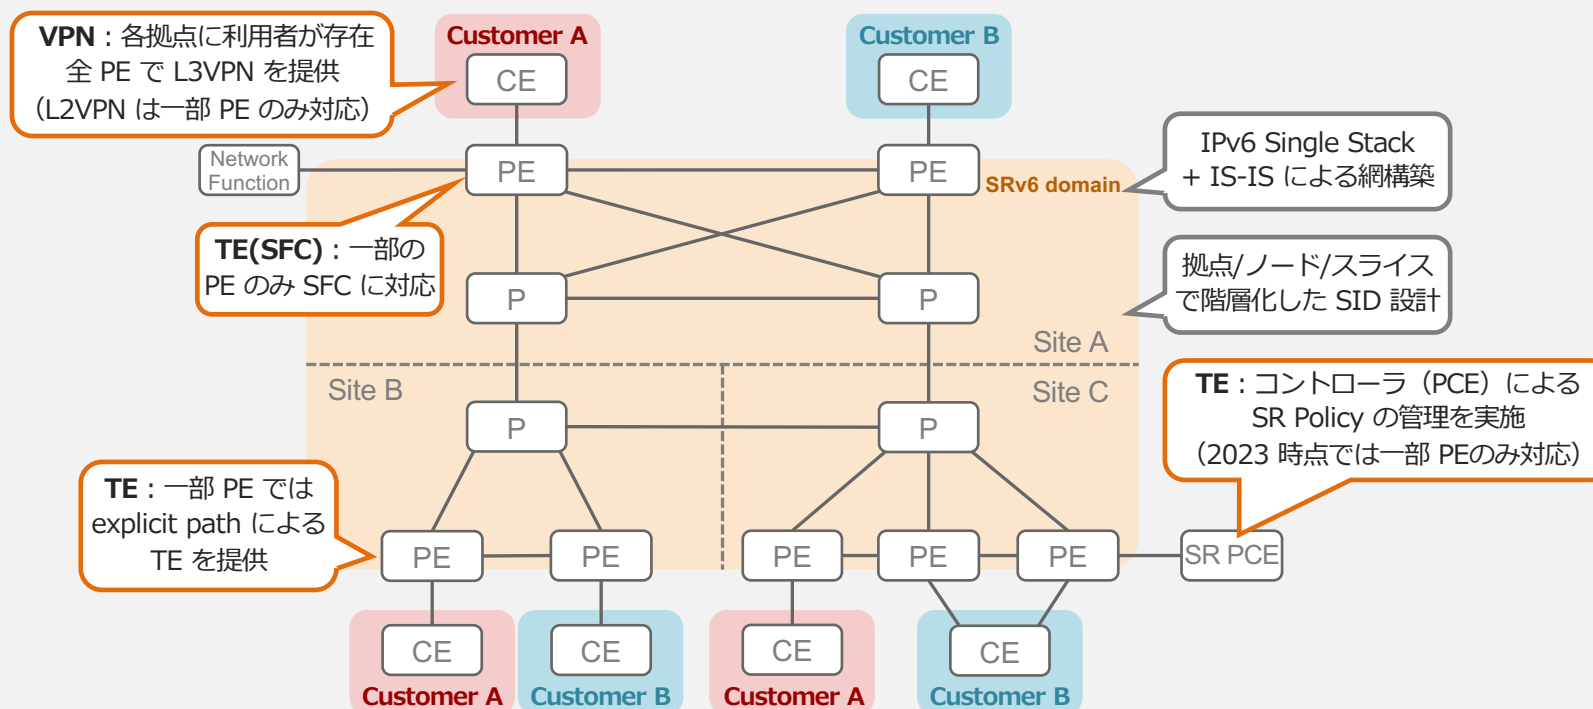 VPN：各拠点に利用者が存在
全 PE で L3VPN を提供
（L2VPN は一部 PE のみ対応）
Customer A
CE
Customer B
CE
Network
Function
PE
PE
SRv6 domain
IPv6 Single Stack
+ IS-IS による網構築
TE(SFC)：一部の
PE のみ SFC に対応
P
P
拠点/ノード/スライス
で階層化した SID 設計
Site A
Site B
Site C
P
P
TE：コントローラ（PCE）による
SR Policy の管理を実施
（2023 時点では一部 PEのみ対応）
TE：一部 PE では
explicit path による
TE を提供
PE
PE
PE
PE
PE
SR PCE
CE
CE
CE
CE
Customer A
Customer B
Customer A
Customer B